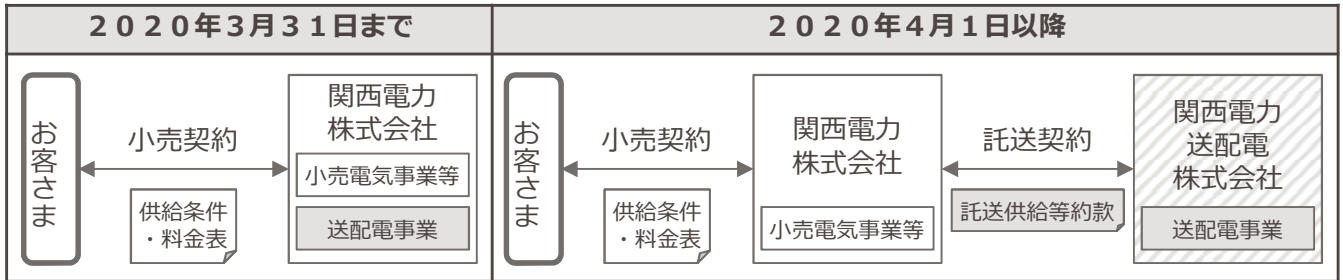 ２０２０年３月３１日まで
２０２０年４月１日以降
お客さま
小売契約
供給条件
・料金表
関西電力
株式会社
小売電気事業等
送配電事業
お客さま
小売契約
供給条件
・料金表
関西電力
株式会社
小売電気事業等
託送契約
託送供給等約款
関西電力
送配電
株式会社
送配電事業